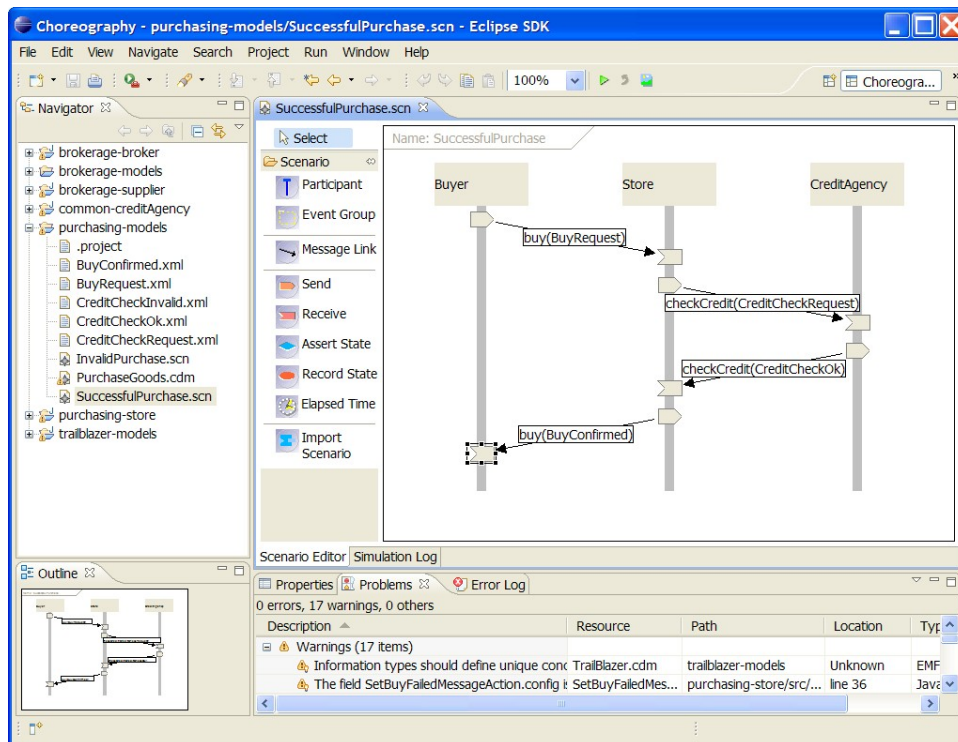 Choreography - purchasing-models/SuccessfulPurchase.scn - Eclipse SDK
File Edit View Navigate Search Project Run Window Help
100%
Choreogra...
Navigator
brokerage-broker
brokerage-models
brokerage-supplier
common-creditAgency
purchasing-models
.project
BuyConfirmed.xml
BuyRequest.xml
CreditCheckInvalid.xml
CreditCheckOk.xml
CreditCheckRequest.xml
InvalidPurchase.scn
PurchaseGoods.cdm
SuccessfulPurchase.scn
purchasing-store
trailblazer-models
SuccessfulPurchase.scn
Select
Scenario
Participant
Event Group
Message Link
Send
Receive
Assert State
Record State
Elapsed Time
Import
Scenario
Name: SuccessfulPurchase
Buyer Store CreditAgency
buy(BuyRequest)
checkCredit(CreditCheckRequest)
checkCredit(CreditCheckOk)
buy(BuyConfirmed)
Scenario Editor Simulation Log
Outline
Properties Problems Error Log
0 errors, 17 warnings, 0 others
Description Resource Path Location Typ
Warnings (17 items)
Information types should define unique conc TrailBlazer.cdm trailblazer-models Unknown EMF
The field SetBuyFailedMessageAction.config is SetBuyFailedMes... purchasing-store/src/... line 36 Java